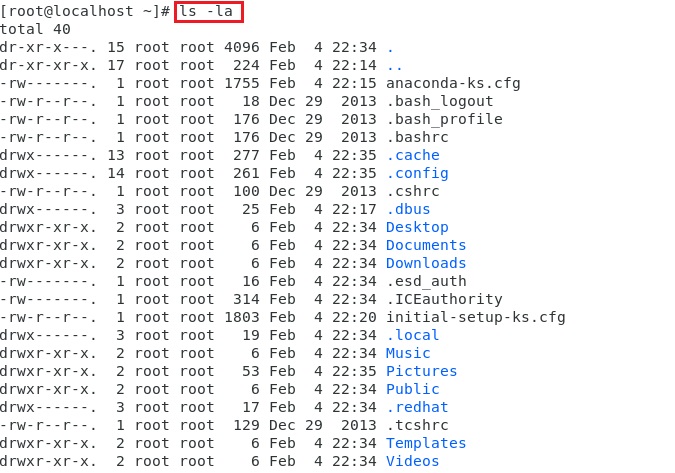 [root@localhost ~]# ls -la
total 40
dr-xr-x---. 15 root root 4096 Feb  4 22:34 .
dr-xr-xr-x. 17 root root  224 Feb  4 22:14 ..
-rw-------.  1 root root 1755 Feb  4 22:15 anaconda-ks.cfg
-rw-r--r--.  1 root root   18 Dec 29  2013 .bash_logout
-rw-r--r--.  1 root root  176 Dec 29  2013 .bash_profile
-rw-r--r--.  1 root root  176 Dec 29  2013 .bashrc
drwx------. 13 root root  277 Feb  4 22:35 .cache
drwx------. 14 root root  261 Feb  4 22:35 .config
-rw-r--r--.  1 root root  100 Dec 29  2013 .cshrc
drwx------.  3 root root   25 Feb  4 22:17 .dbus
drwxr-xr-x.  2 root root    6 Feb  4 22:34 Desktop
drwxr-xr-x.  2 root root    6 Feb  4 22:34 Documents
drwxr-xr-x.  2 root root    6 Feb  4 22:34 Downloads
-rw-------.  1 root root   16 Feb  4 22:34 .esd_auth
-rw-------.  1 root root  314 Feb  4 22:34 .ICEauthority
-rw-r--r--.  1 root root 1803 Feb  4 22:20 initial-setup-ks.cfg
drwx------.  3 root root   19 Feb  4 22:34 .local
drwxr-xr-x.  2 root root    6 Feb  4 22:34 Music
drwxr-xr-x.  2 root root   53 Feb  4 22:35 Pictures
drwxr-xr-x.  2 root root    6 Feb  4 22:34 Public
drwx------.  3 root root   17 Feb  4 22:34 .redhat
-rw-r--r--.  1 root root  129 Dec 29  2013 .tcshrc
drwxr-xr-x.  2 root root    6 Feb  4 22:34 Templates
drwxr-xr-x.  2 root root    6 Feb  4 22:34 Videos